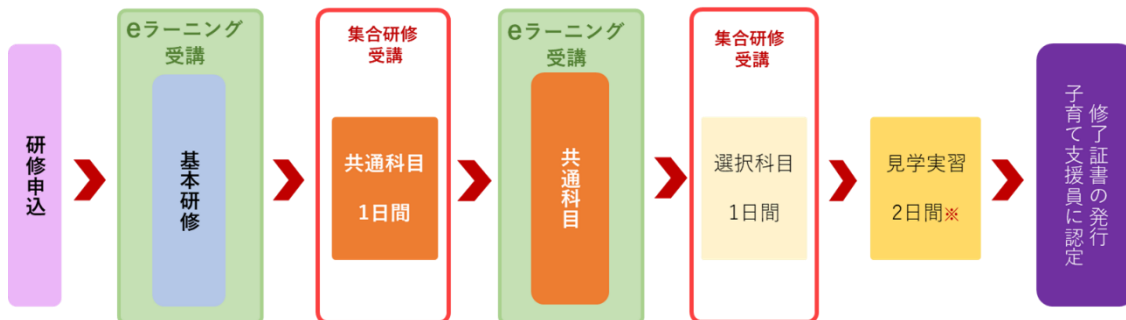 研修申込
eラーニング
受講
基本研修
集合研修
受講
共通科目
1日間
eラーニング
受講
共通科目
集合研修
受講
選択科目
1日間
見学実習
2日間※
修了証書の発行
子育て支援員に認定